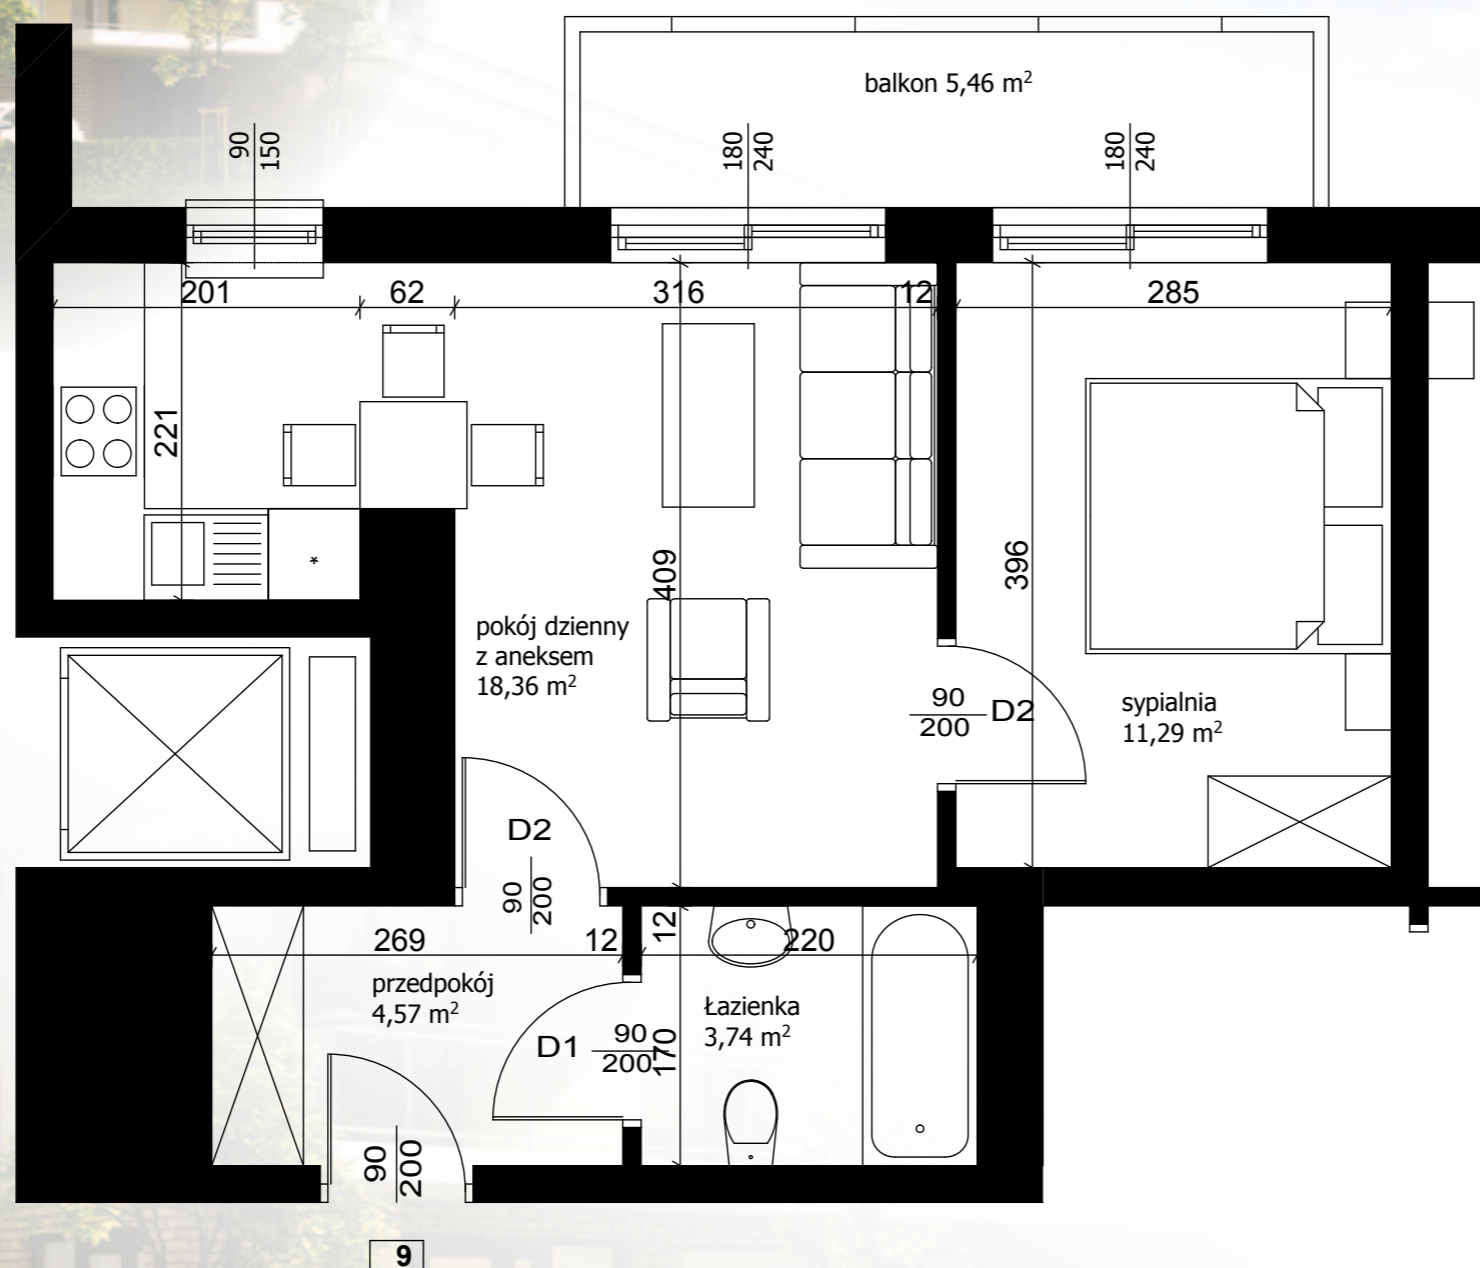 balkon 5,46 m²
90
150
180
240
180
240
201
62
316
12
285
221
409
396
pokój dzienny
z aneksem
18,36 m²
90
200
D2
sypialnia
11,29 m²
*
D2
90
200
269
12
12
220
przedpokój
4,57 m²
Łazienka
3,74 m²
D1
90
200
170
90
200
9